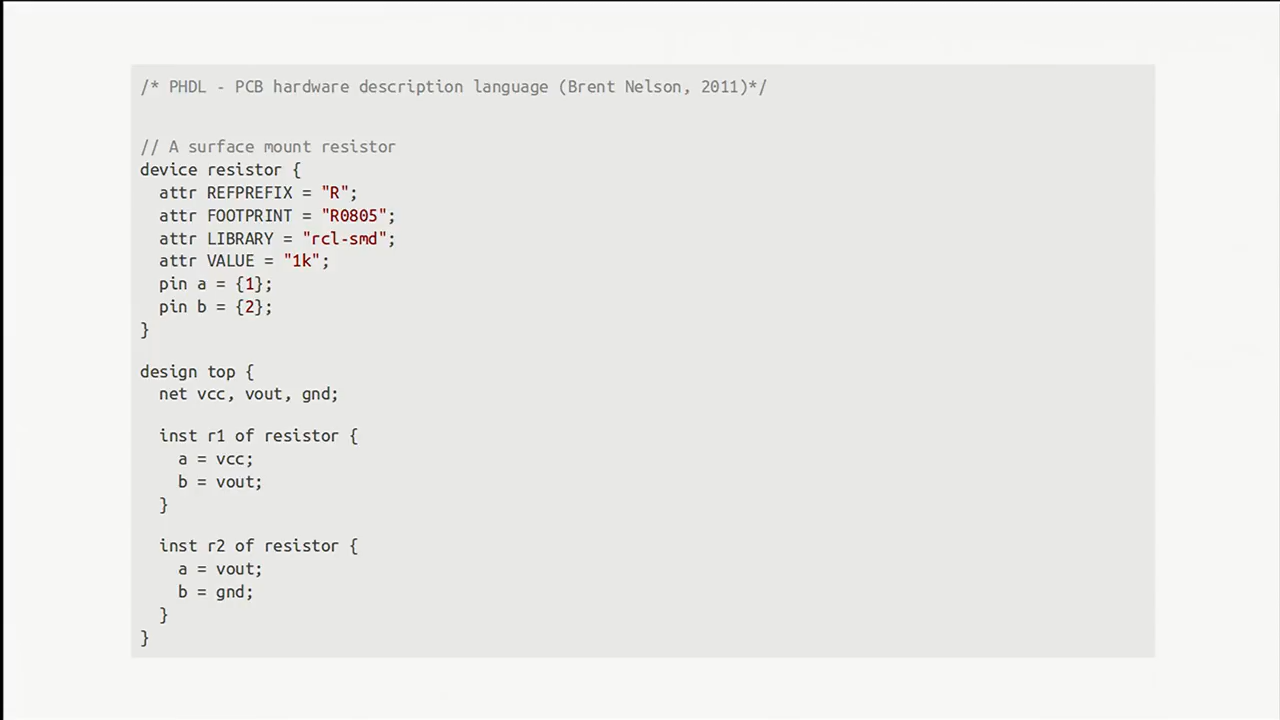 /* PHDL - PCB hardware description language (Brent Nelson, 2011)*/
// A surface mount resistor
device resistor {
  attr REFPREFIX = "R";
  attr FOOTPRINT = "R0805";
  attr LIBRARY = "rcl-smd";
  attr VALUE = "1k";
  pin a = {1};
  pin b = {2};
}
design top {
  net vcc, vout, gnd;
  inst r1 of resistor {
    a = vcc;
    b = vout;
  }
  inst r2 of resistor {
    a = vout;
    b = gnd;
  }
}